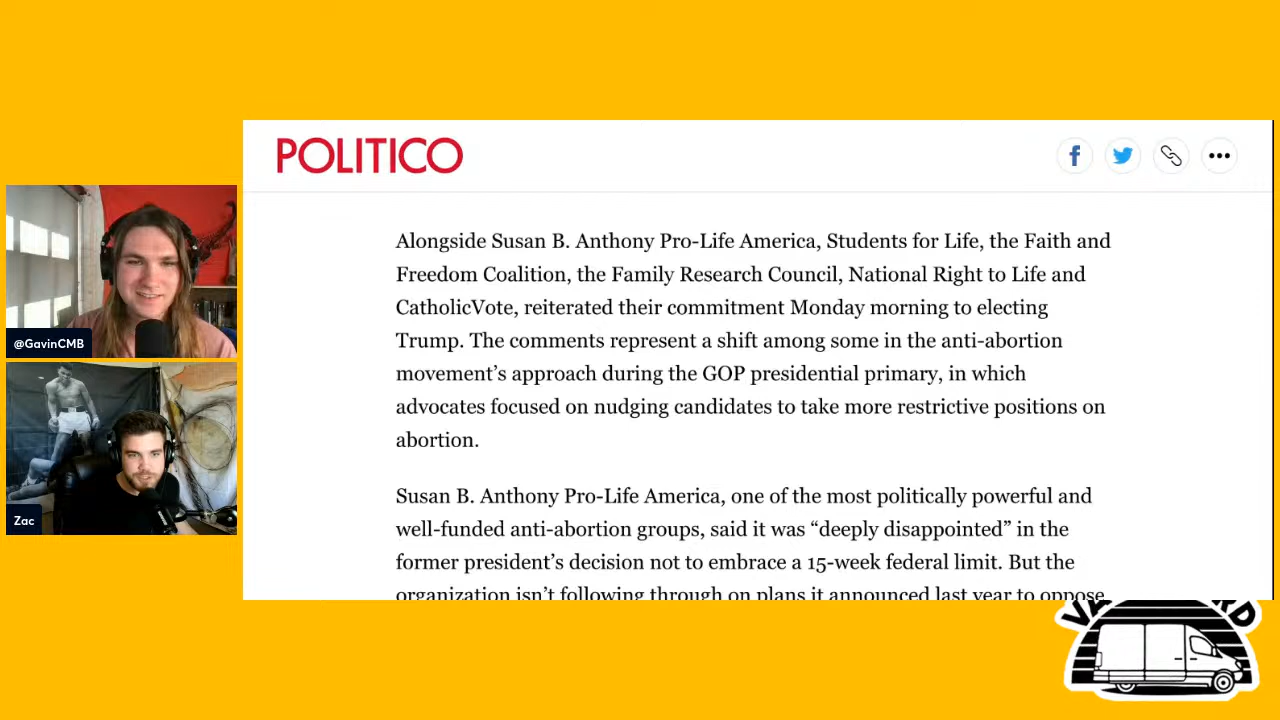 POLITICO
Alongside Susan B. Anthony Pro-Life America, Students for Life, the Faith and
Freedom Coalition, the Family Research Council, National Right to Life and
CatholicVote, reiterated their commitment Monday morning to electing
Trump. The comments represent a shift among some in the anti-abortion
movement’s approach during the GOP presidential primary, in which
advocates focused on nudging candidates to take more restrictive positions on
abortion.
Susan B. Anthony Pro-Life America, one of the most politically powerful and
well-funded anti-abortion groups, said it was “deeply disappointed” in the
former president’s decision not to embrace a 15-week federal limit. But the
organization isn’t following through on plans it announced last year to oppose
@GavinCMB
Zac